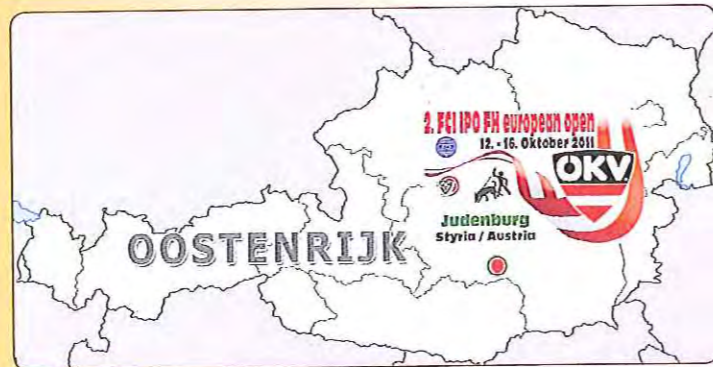 2. FCI IPO FH european open
12. - 16. Oktober 2011
ÖKV
Judenburg
Styria / Austria
OOSTENRIJK